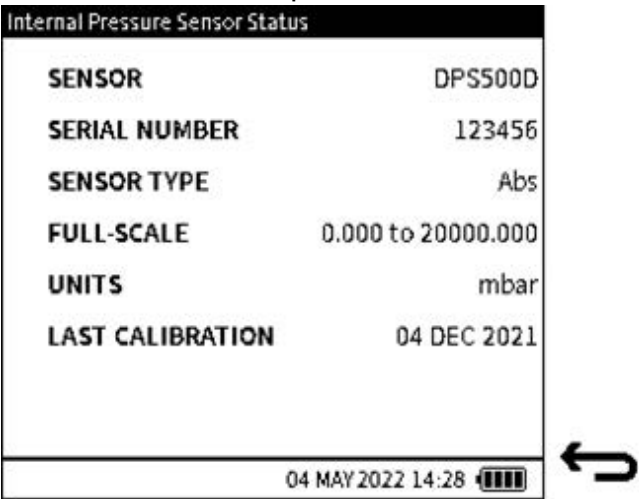 Internal Pressure Sensor Status
SENSOR DPS500D
SERIAL NUMBER 123456
SENSOR TYPE Abs
FULL-SCALE 0.000 to 20000.000
UNITS mbar
LAST CALIBRATION 04 DEC 2021
04 MAY 2022 14:28